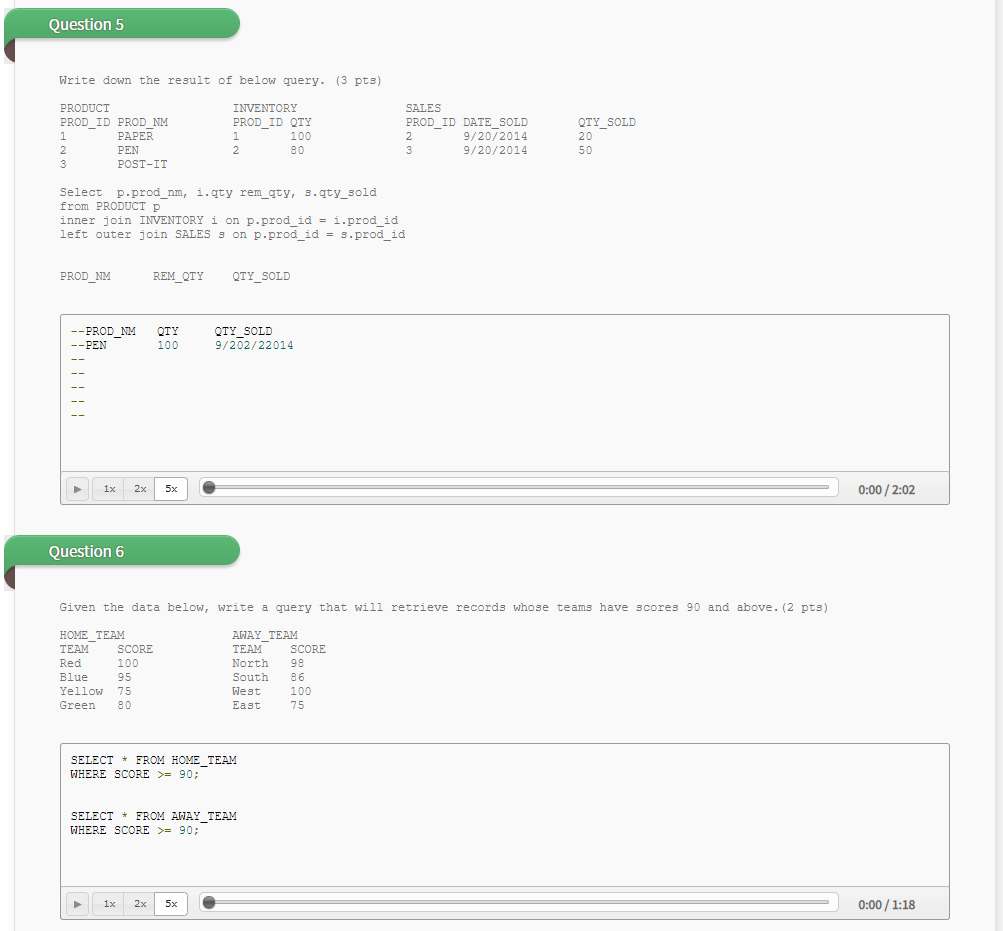 Question 5
Write down the result of below query. (3 pts)
PRODUCT INVENTORY SALES
PROD_ID PROD_NM PROD_ID QTY PROD_ID DATE_SOLD QTY_SOLD
1 PAPER 1 100 2 9/20/2014 20
2 PEN 2 80 3 9/20/2014 50
3 POST-IT
Select  p.prod_nm, i.qty rem_qty, s.qty_sold
from PRODUCT p
inner join INVENTORY i on p.prod_id = i.prod_id
left outer join SALES s on p.prod_id = s.prod_id
PROD_NM REM_QTY QTY_SOLD
--PROD_NM QTY QTY_SOLD
--PEN 100 9/202/22014
--
--
--
--
--
1x 2x 5x 0:00 / 2:02
Question 6
Given the data below, write a query that will retrieve records whose teams have scores 90 and above.(2 pts)
HOME_TEAM AWAY_TEAM
TEAM SCORE TEAM SCORE
Red 100 North 98
Blue 95 South 86
Yellow 75 West 100
Green 80 East 75
SELECT * FROM HOME_TEAM
WHERE SCORE >= 90;
SELECT * FROM AWAY_TEAM
WHERE SCORE >= 90;
1x 2x 5x 0:00 / 1:18